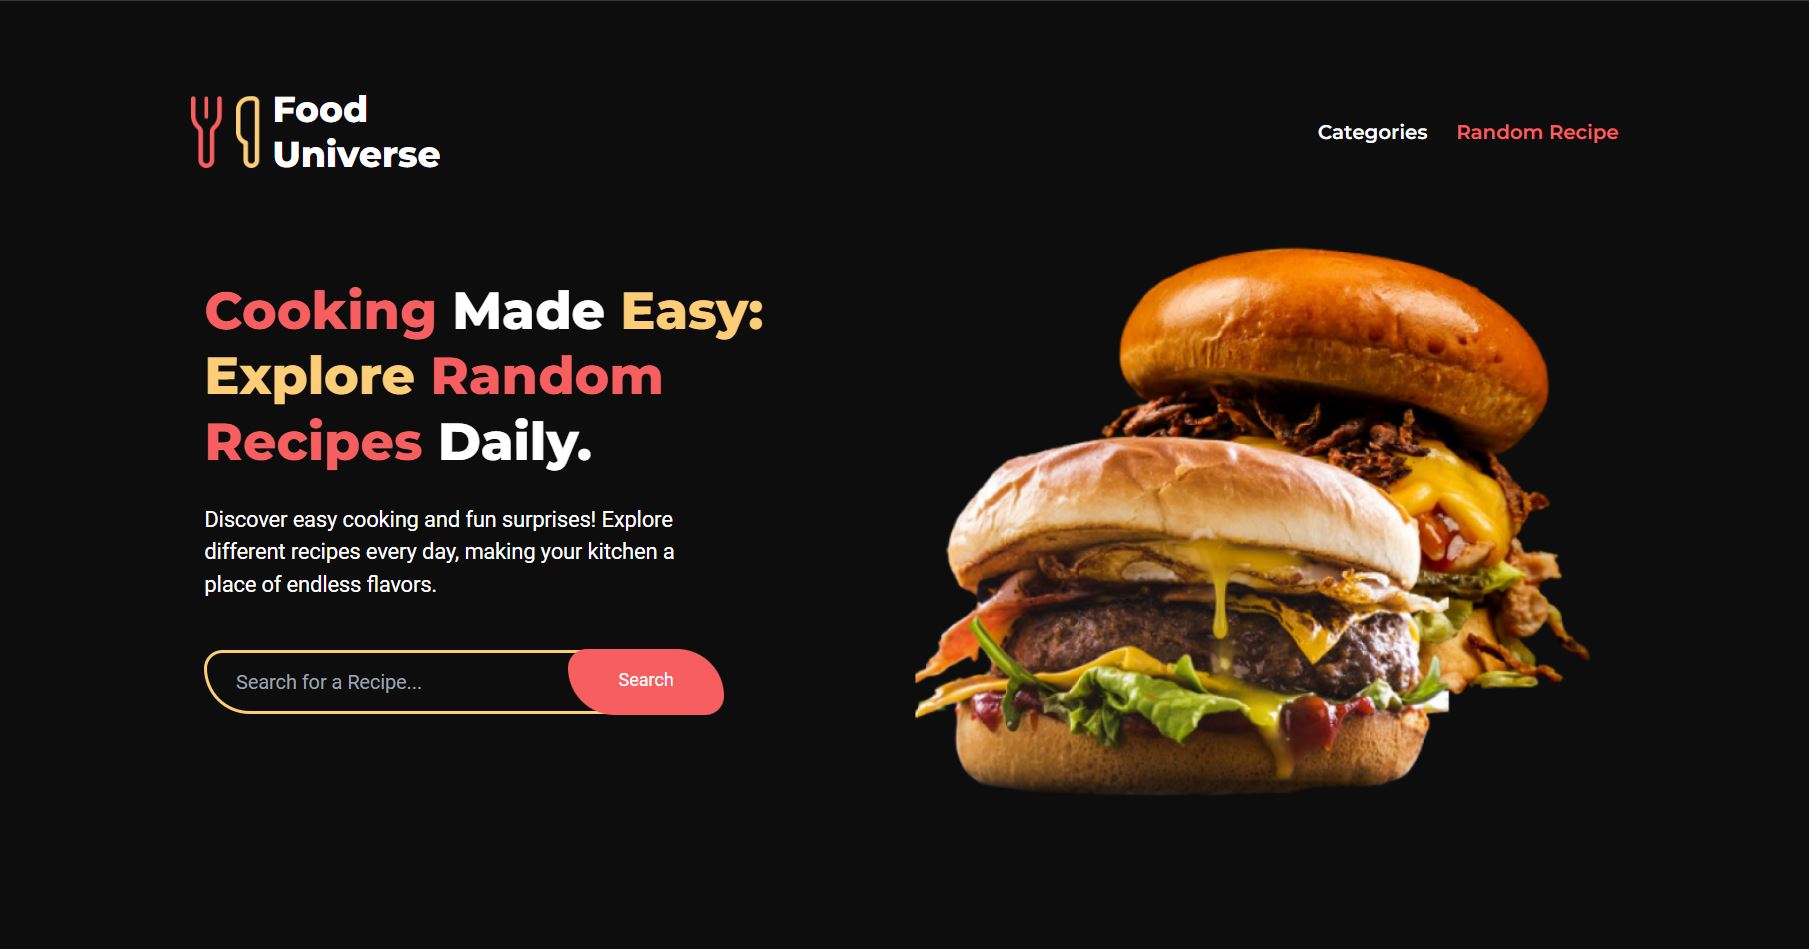 Food
Universe
Categories
Random Recipe
Cooking Made Easy:
Explore Random
Recipes Daily.
Discover easy cooking and fun surprises! Explore
different recipes every day, making your kitchen a
place of endless flavors.
Search for a Recipe...
Search